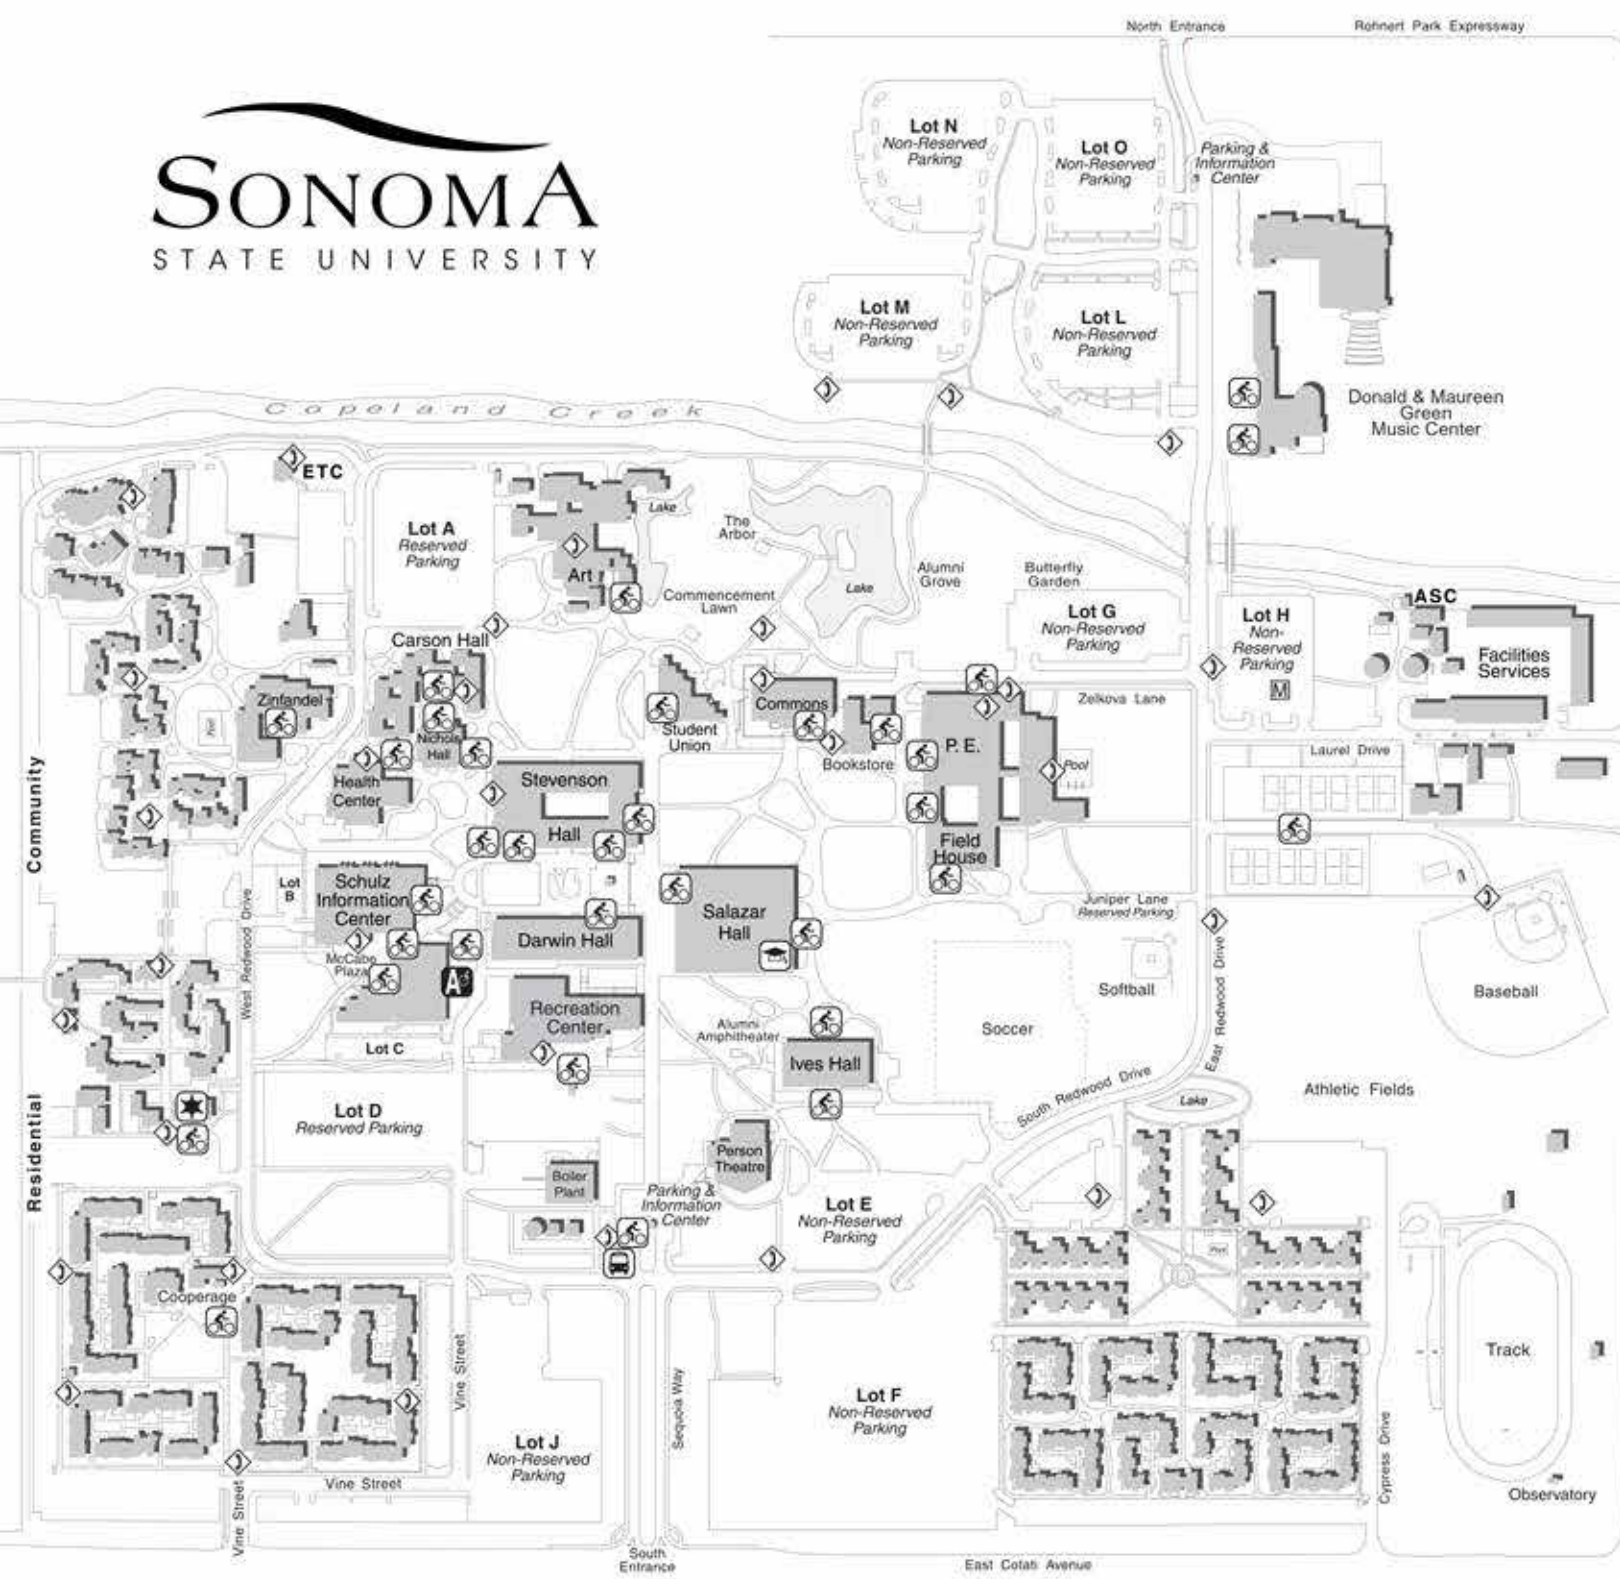 North Entrance
Rohnert Park Expressway
SONOMA
STATE UNIVERSITY
Lot N
Non-Reserved
Parking
Lot O
Non-Reserved
Parking
Parking &
Information
Center
Lot M
Non-Reserved
Parking
Lot L
Non-Reserved
Parking
Donald & Maureen
Green
Music Center
Copeland Creek
ETC
Lot A
Reserved
Parking
Lake
The
Arbor
Art
Commencement
Lawn
Lake
Alumni
Grove
Butterfly
Garden
Lot G
Non-Reserved
Parking
Lot H
Non-
Reserved
Parking
M
ASC
Facilities
Services
Carson Hall
Zinfandel
Pool
Nichols
Hall
Health
Center
Student
Union
Commons
Bookstore
P. E.
Pool
Zelkova Lane
Laurel Drive
Stevenson
Hall
Field
House
Community
Lot
B
Schulz
Information
Center
West Redwood Drive
McCabe
Plaza
A
Darwin Hall
Salazar
Hall
Juniper Lane
Reserved Parking
East Redwood Drive
Softball
Baseball
Recreation
Center
Alumni
Amphitheater
Ives Hall
Soccer
Lot C
South Redwood Drive
Lake
Athletic Fields
Residential
Lot D
Reserved Parking
Person
Theatre
Boiler
Plant
Parking &
Information
Center
Lot E
Non-Reserved
Parking
Pool
Cooperage
Vine Street
Sequoia Way
Lot F
Non-Reserved
Parking
Track
Lot J
Non-Reserved
Parking
Vine Street
Vine Street
Cypress Drive
Observatory
South
Entrance
East Cotati Avenue